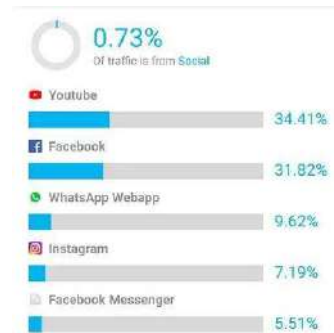 0.73%
Of traffic is from Social
Youtube
34.41%
Facebook
31.82%
WhatsApp Webapp
9.62%
Instagram
7.19%
Facebook Messenger
5.51%